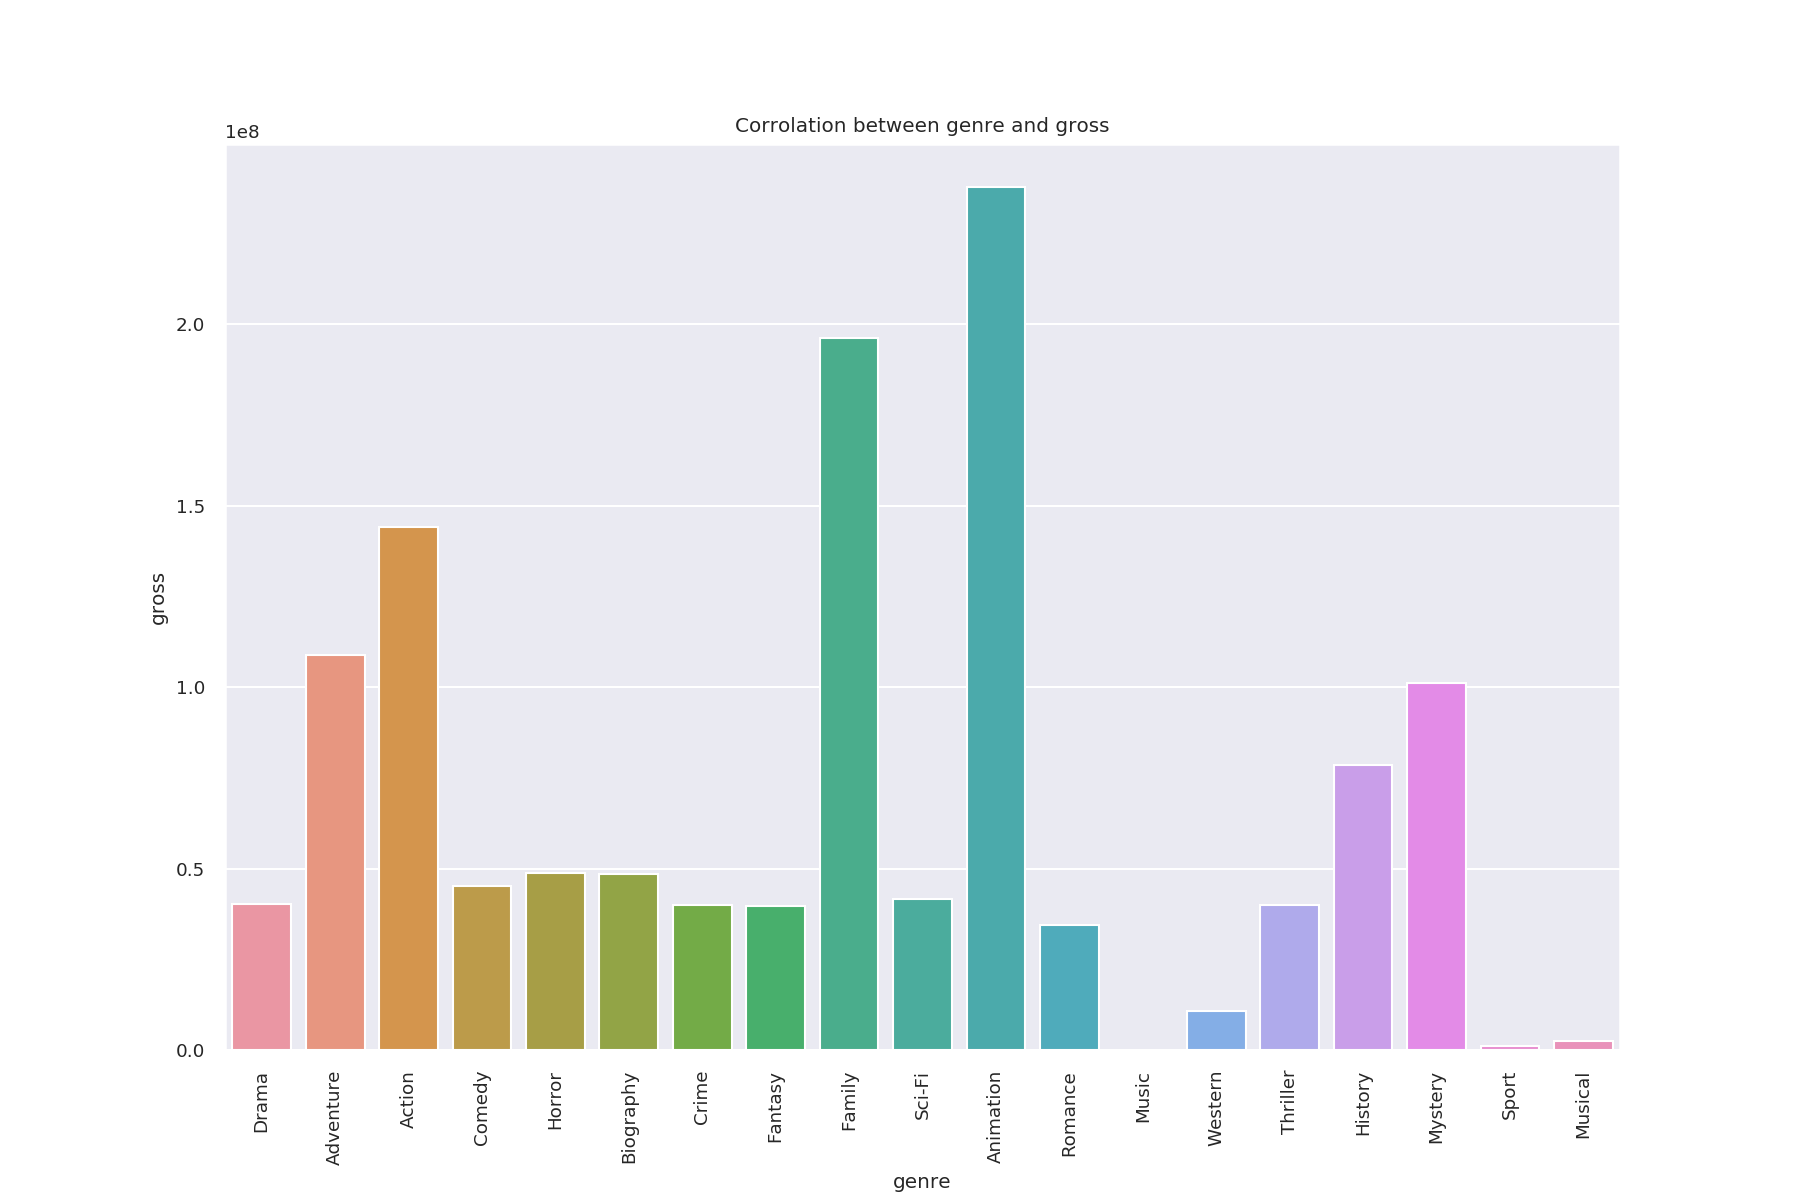 Corrolation between genre and gross
1e8
2.0
1.5
1.0
0.5
0.0
gross
Drama
Adventure
Action
Comedy
Horror
Biography
Crime
Fantasy
Family
Sci-Fi
Animation
Romance
Music
Western
Thriller
History
Mystery
Sport
Musical
genre